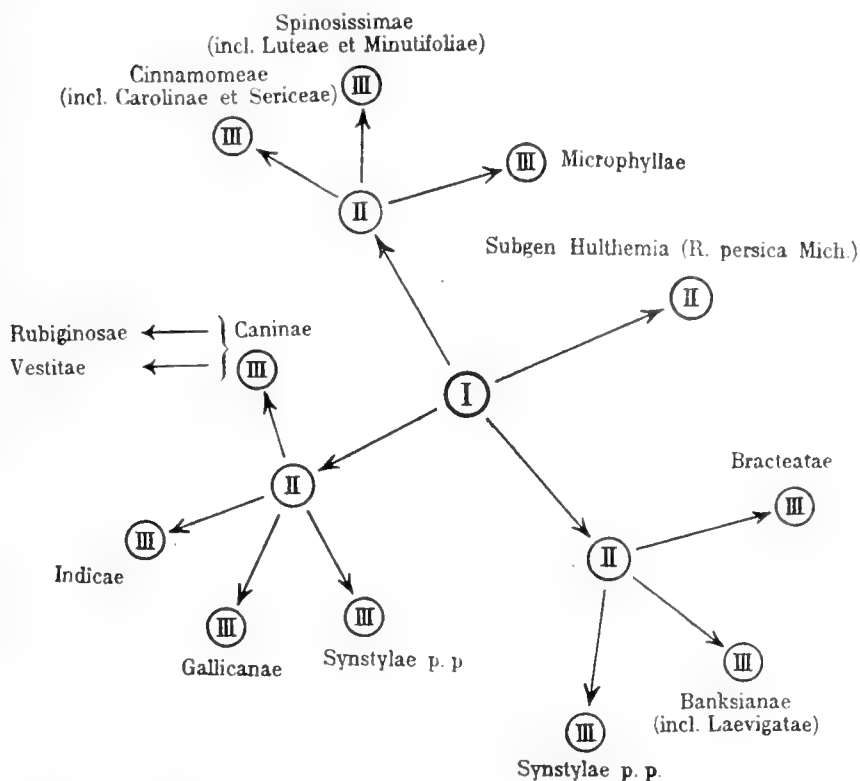 Spinosissimae
(incl. Luteae et Minutifoliae)
Cinnamomeae
(incl. Carolinae et Sericeae)
III
III
III Microphyllae
II
Subgen Hulthemia (R. persica Mich.)
II
Rubiginosae
Caninae
Vestitae
III
I
Bracteatae
III
II
III
II
Indicae
III
III
Gallicanae
Synstylae p. p
III
Banksianae
(incl. Laevigatae)
III
Synstylae p. p.